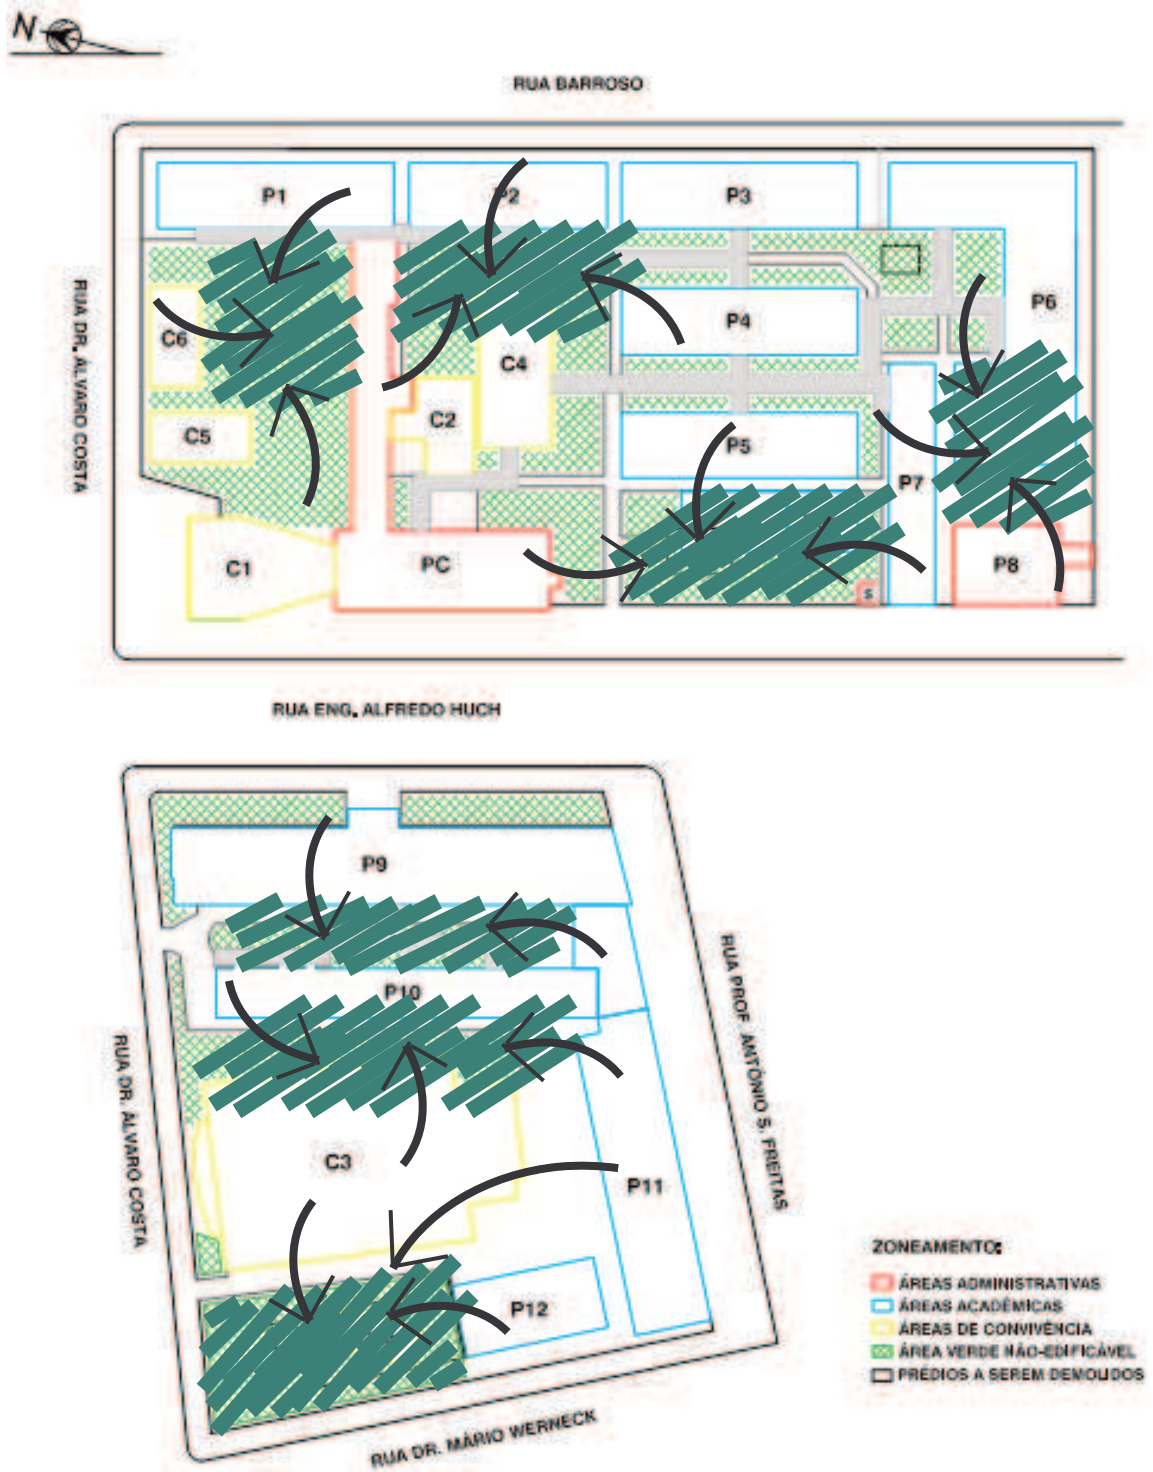 N
RUA BARROSO
P1
P2
P3
P6
P4
C6
C4
C2
C5
P5
P7
C1
PC
P8
S
RUA DR. ÁLVARO COSTA
RUA ENG. ALFREDO HUCH
P9
P10
C3
P11
P12
RUA DR. ÁLVARO COSTA
RUA PROF. ANTÔNIO S. FREITAS
RUA DR. MÁRIO WERNECK
ZONEAMENTO:
ÁREAS ADMINISTRATIVAS
ÁREAS ACADÊMICAS
ÁREAS DE CONVIVÊNCIA
ÁREA VERDE NÃO-EDIFICÁVEL
PRÉDIOS A SEREM DEMOLIDOS